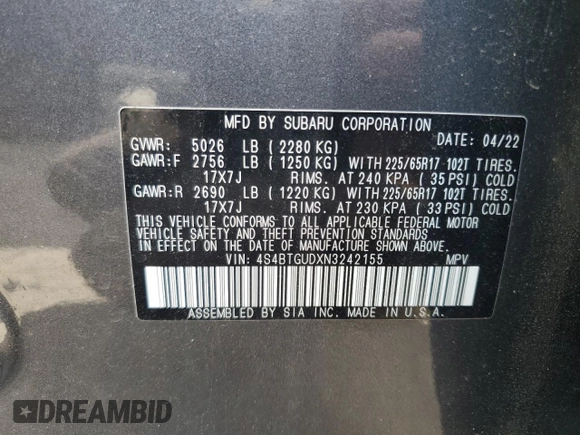 MFD BY SUBARU CORPORATION
GVWR: 5026 LB (2280 KG) DATE: 04/22
GAWR:F 2756 LB (1250 KG) WITH 225/65R17 102T TIRES.
17X7J RIMS. AT 240 KPA (35 PSI) COLD
GAWR:R 2690 LB (1220 KG) WITH 225/65R17 102T TIRES.
17X7J RIMS. AT 230 KPA (33 PSI) COLD
THIS VEHICLE CONFORMS TO ALL APPLICABLE FEDERAL MOTOR
VEHICLE SAFETY AND THEFT PREVENTION STANDARDS
IN EFFECT ON THE DATE OF MANUFACTURE SHOWN ABOVE.
VIN: 4S4BTGUDXN3242155 MPV
ASSEMBLED BY SIA INC. MADE IN U.S.A.
DREAMBID